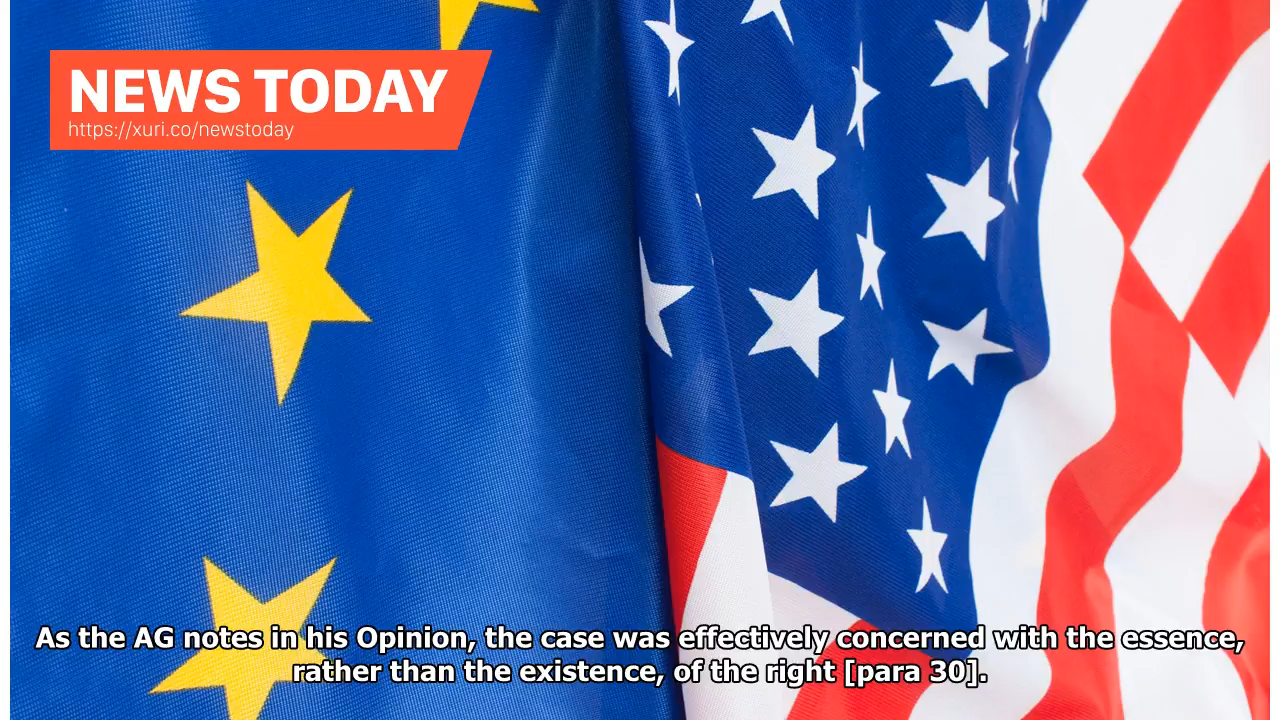 NEWS TODAY
https://xuri.co/newstoday
As the AG notes in his Opinion, the case was effectively concerned with the essence,
rather than the existence, of the right [para 30].